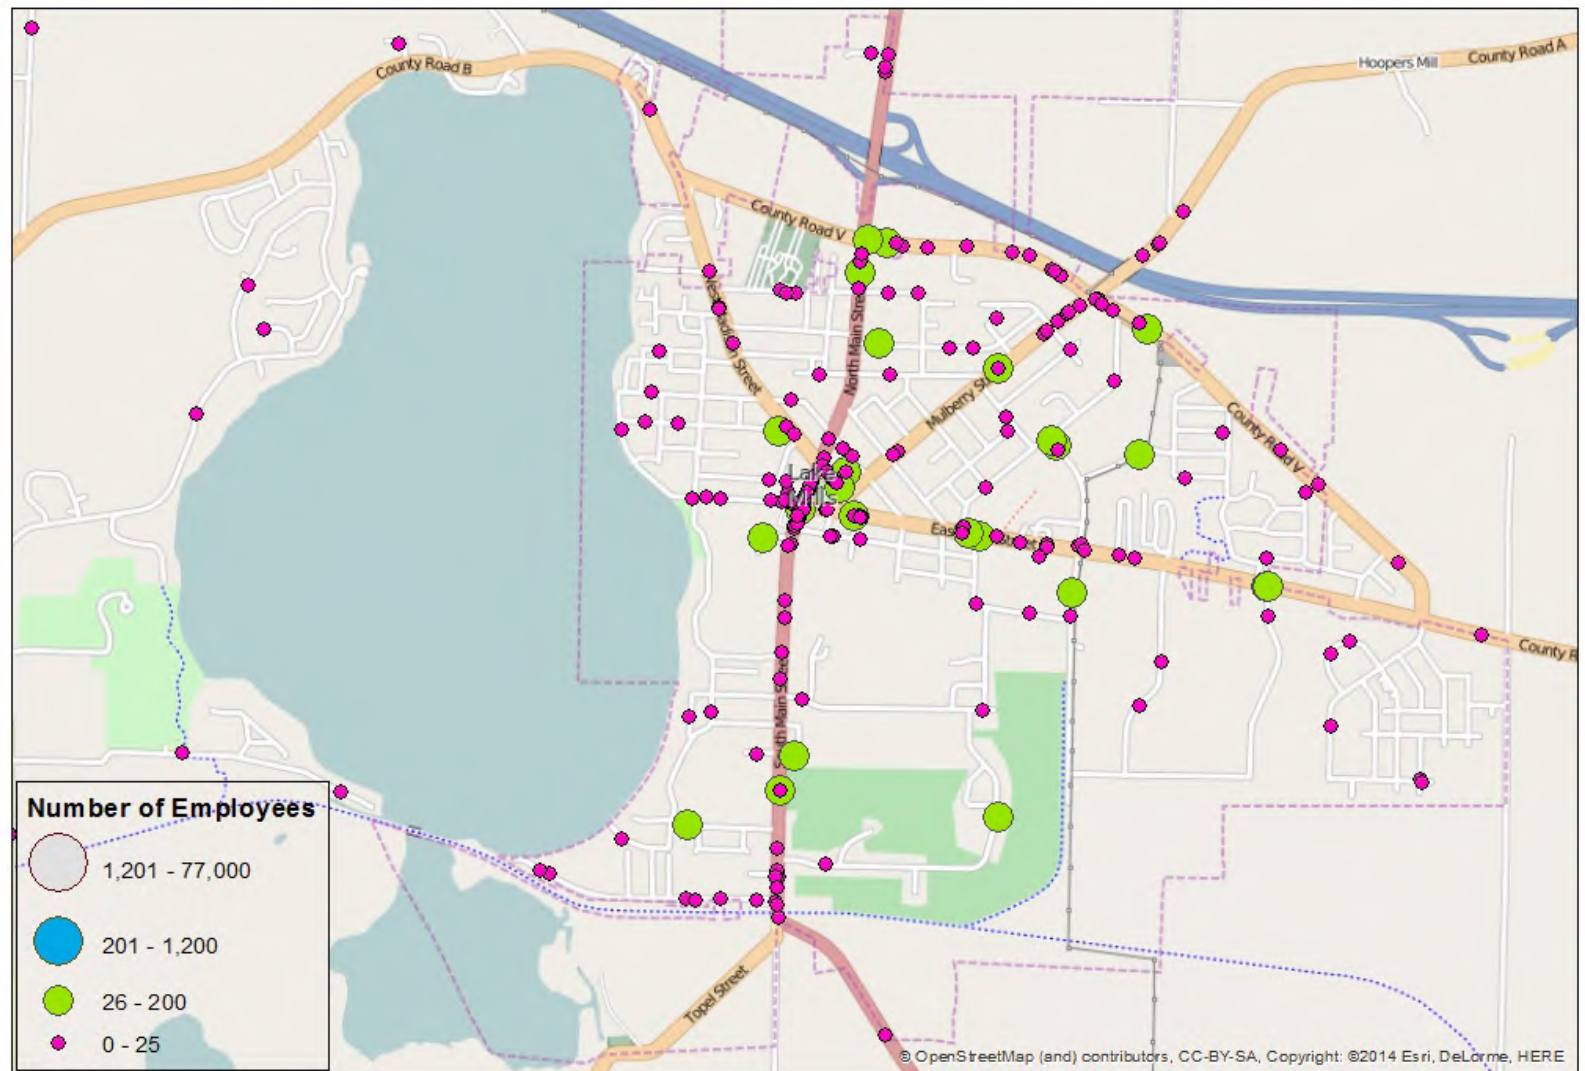 County Road B
Hoopers Mill
County Road A
County Road V
North Main Street
Mulberry St
Lake
Mills
East
Street
County Road V
County R
South Main Street
Number of Employees
1,201 - 77,000
201 - 1,200
26 - 200
0 - 25
Topel Street
© OpenStreetMap (and) contributors, CC-BY-SA, Copyright: ©2014 Esri, DeLorme, HERE